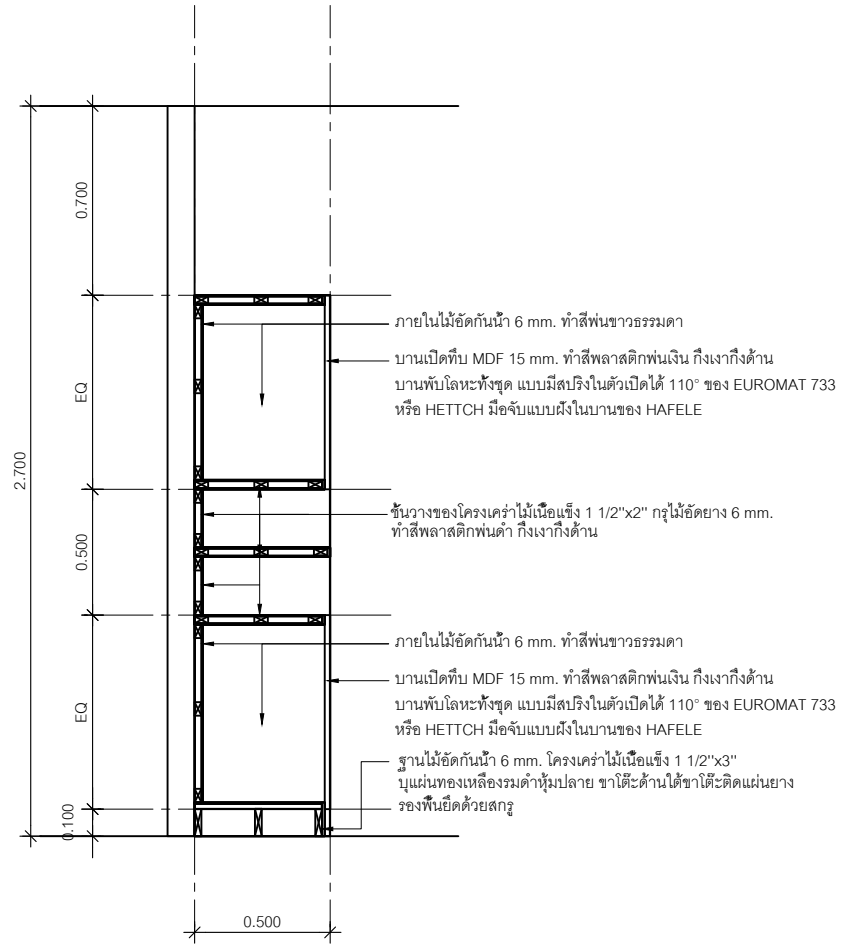 0.700
ภายในไม้อัดกันน้ำ 6 mm. ทำสีพ่นขาวธรรมดา
บานเปิดทึบ MDF 15 mm. ทำสีพลาสติกพ่นเงิน กึ่งเงากึ่งด้าน
บานพับโลหะทั้งชุด แบบมีสปริงในตัวเปิดได้ 110° ของ EUROMAT 733
หรือ HETTCH มือจับแบบฝังในบานของ HAFELE
EQ
2.700
ชั้นวางของโครงเคร่าไม้เนื้อแข็ง 1 1/2"x2" กรุไม้อัดยาง 6 mm.
ทำสีพลาสติกพ่นดำ กึ่งเงากึ่งด้าน
0.500
ภายในไม้อัดกันน้ำ 6 mm. ทำสีพ่นขาวธรรมดา
บานเปิดทึบ MDF 15 mm. ทำสีพลาสติกพ่นเงิน กึ่งเงากึ่งด้าน
บานพับโลหะทั้งชุด แบบมีสปริงในตัวเปิดได้ 110° ของ EUROMAT 733
หรือ HETTCH มือจับแบบฝังในบานของ HAFELE
EQ
ฐานไม้อัดกันน้ำ 6 mm. โครงเคร่าไม้เนื้อแข็ง 1 1/2"x3"
บุแผ่นทองเหลืองรมดำหุ้มปลาย ขาโต๊ะด้านใต้ขาโต๊ะติดแผ่นยาง
รองพื้นยึดด้วยสกรู
0.100
0.500